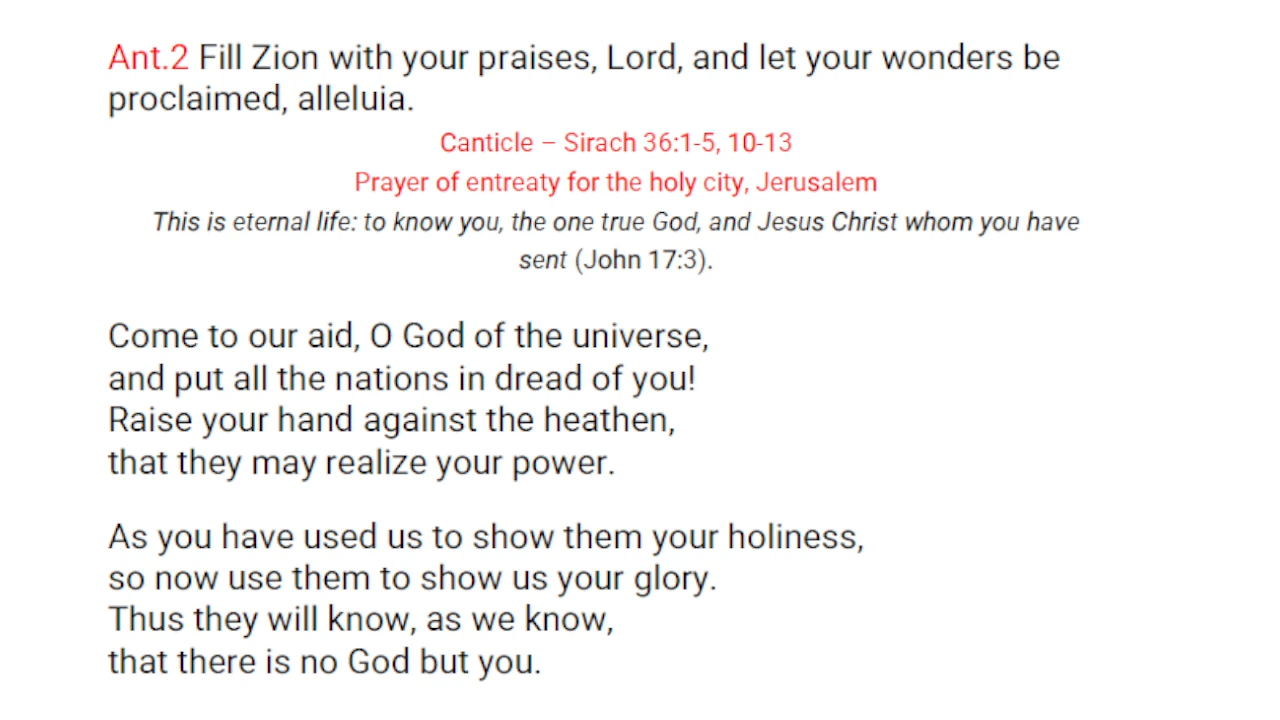 Ant.2 Fill Zion with your praises, Lord, and let your wonders be
proclaimed, alleluia.
Canticle – Sirach 36:1-5, 10-13
Prayer of entreaty for the holy city, Jerusalem
This is eternal life: to know you, the one true God, and Jesus Christ whom you have
sent (John 17:3).
Come to our aid, O God of the universe,
and put all the nations in dread of you!
Raise your hand against the heathen,
that they may realize your power.
As you have used us to show them your holiness,
so now use them to show us your glory.
Thus they will know, as we know,
that there is no God but you.